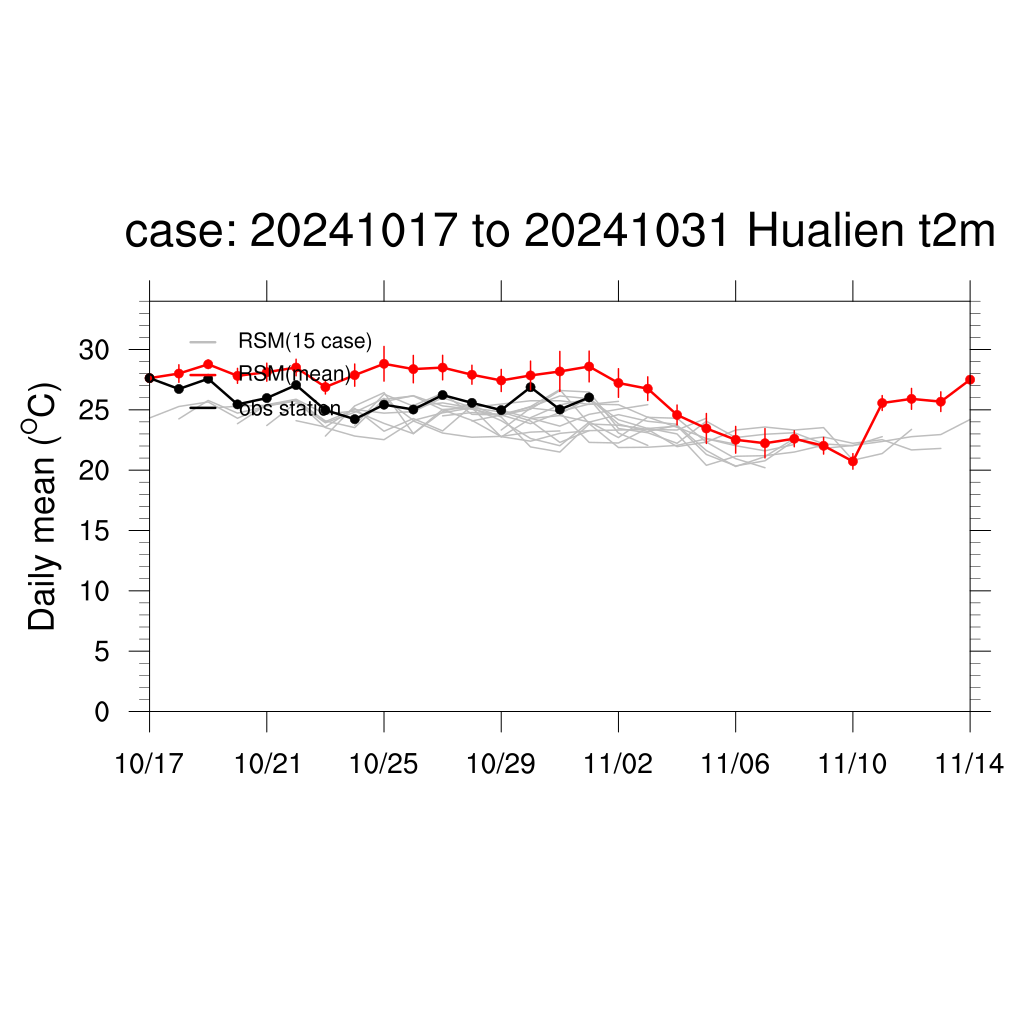 case: 20241017 to 20241031 Hualien t2m
Daily mean (°C)
RSM(15 case)
RSM(mean)
obs station
30
25
20
15
10
5
0
10/17 10/21 10/25 10/29 11/02 11/06 11/10 11/14